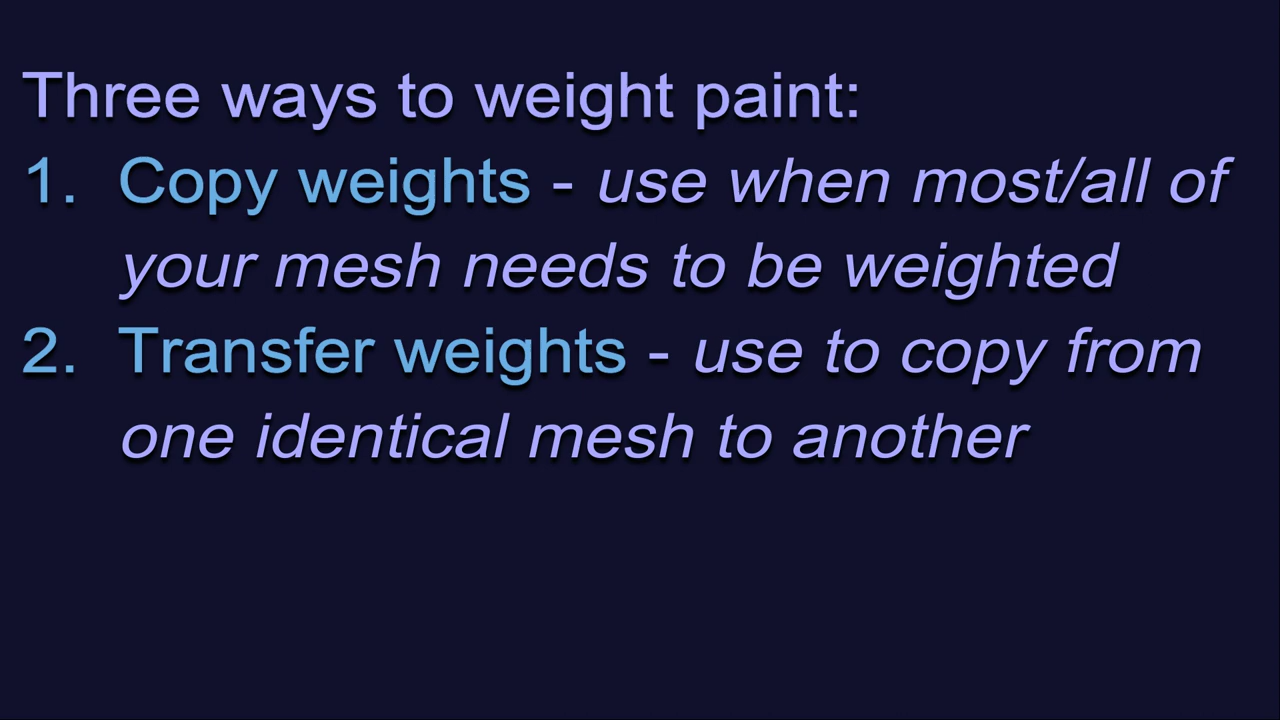 Three ways to weight paint:
1. Copy weights - use when most/all of
your mesh needs to be weighted
2. Transfer weights - use to copy from
one identical mesh to another